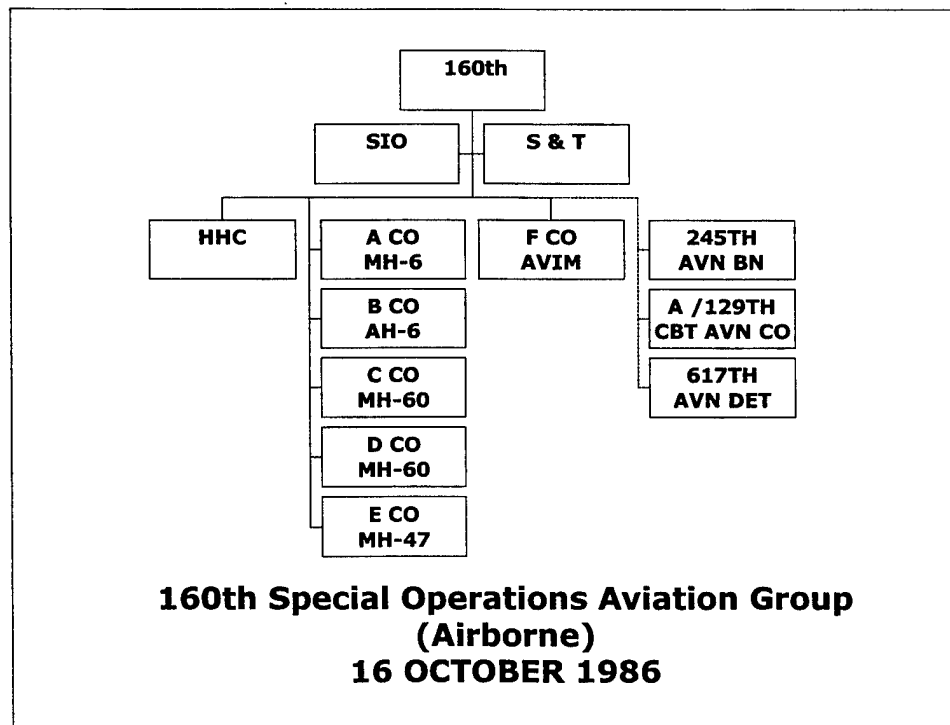 160th
SIO
S & T
HHC
A CO
MH-6
B CO
AH-6
C CO
MH-60
D CO
MH-60
E CO
MH-47
F CO
AVIM
245TH
AVN BN
A /129TH
CBT AVN CO
617TH
AVN DET
160th Special Operations Aviation Group
(Airborne)
16 OCTOBER 1986